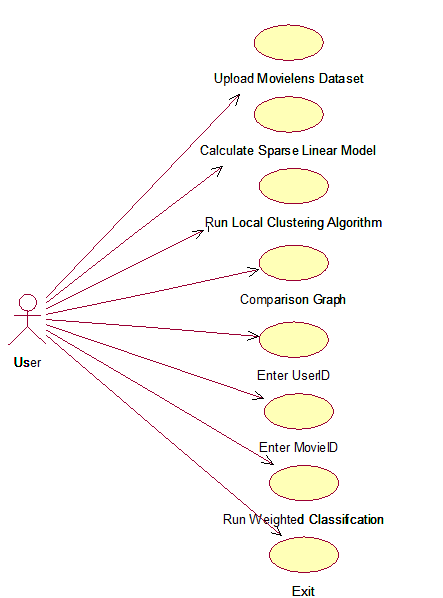 Upload Movielens Dataset
Calculate Sparse Linear Model
Run Local Clustering Algorithm
Comparison Graph
User
Enter UserID
Enter MovieID
Run Weighted Classifcation
Exit